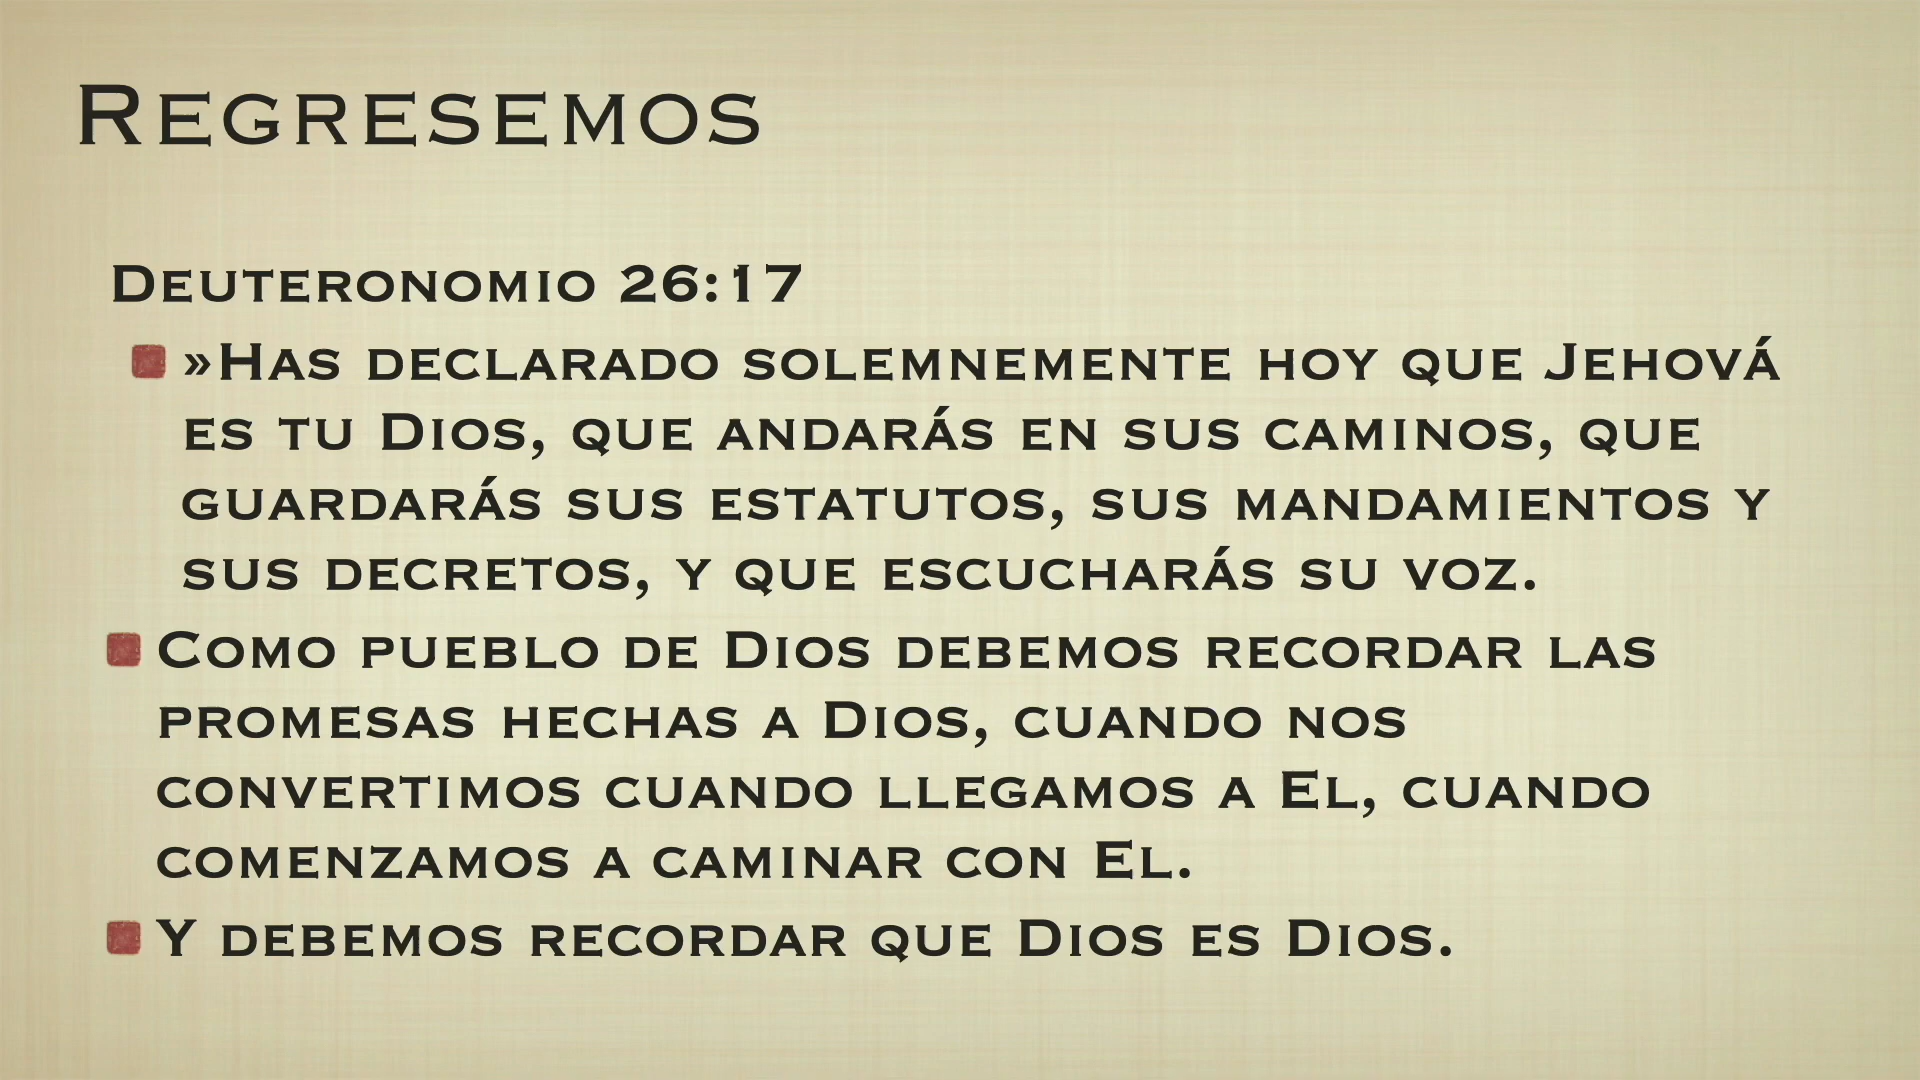 Regresemos
Deuteronomio 26:17
»Has declarado solemnemente hoy que Jehová
es tu Dios, que andarás en sus caminos, que
guardarás sus estatutos, sus mandamientos y
sus decretos, y que escucharás su voz.
Como pueblo de Dios debemos recordar las
promesas hechas a Dios, cuando nos
convertimos cuando llegamos a El, cuando
comenzamos a caminar con El.
Y debemos recordar que Dios es Dios.